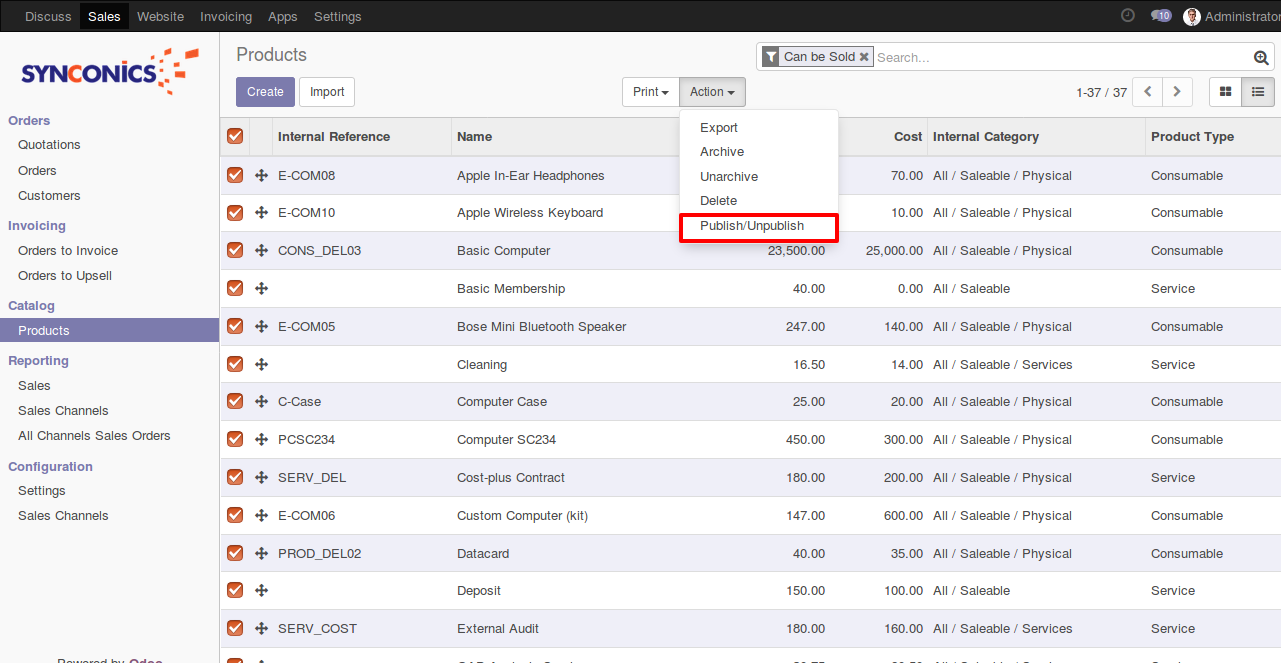 Discuss Sales Website Invoicing Apps Settings 10 Administrator
SYNCONICS
Products
Can be Sold Search...
Create Import Print Action 1-37 / 37
Export
Archive
Unarchive
Delete
Publish/Unpublish
Orders
Quotations
Orders
Customers
Invoicing
Orders to Invoice
Orders to Upsell
Catalog
Products
Reporting
Sales
Sales Channels
All Channels Sales Orders
Configuration
Settings
Sales Channels
Powered by Odoo
Internal Reference Name Cost Internal Category Product Type
E-COM08 Apple In-Ear Headphones 70.00 All / Saleable / Physical Consumable
E-COM10 Apple Wireless Keyboard 10.00 All / Saleable / Physical Consumable
CONS_DEL03 Basic Computer 23,500.00 25,000.00 All / Saleable / Physical Consumable
Basic Membership 40.00 0.00 All / Saleable Service
E-COM05 Bose Mini Bluetooth Speaker 247.00 140.00 All / Saleable / Physical Consumable
Cleaning 16.50 14.00 All / Saleable / Services Service
C-Case Computer Case 25.00 20.00 All / Saleable / Physical Consumable
PCSC234 Computer SC234 450.00 300.00 All / Saleable / Physical Consumable
SERV_DEL Cost-plus Contract 180.00 200.00 All / Saleable / Physical Service
E-COM06 Custom Computer (kit) 147.00 600.00 All / Saleable / Physical Consumable
PROD_DEL02 Datacard 40.00 35.00 All / Saleable / Physical Consumable
Deposit 150.00 100.00 All / Saleable Service
SERV_COST External Audit 180.00 160.00 All / Saleable / Services Service